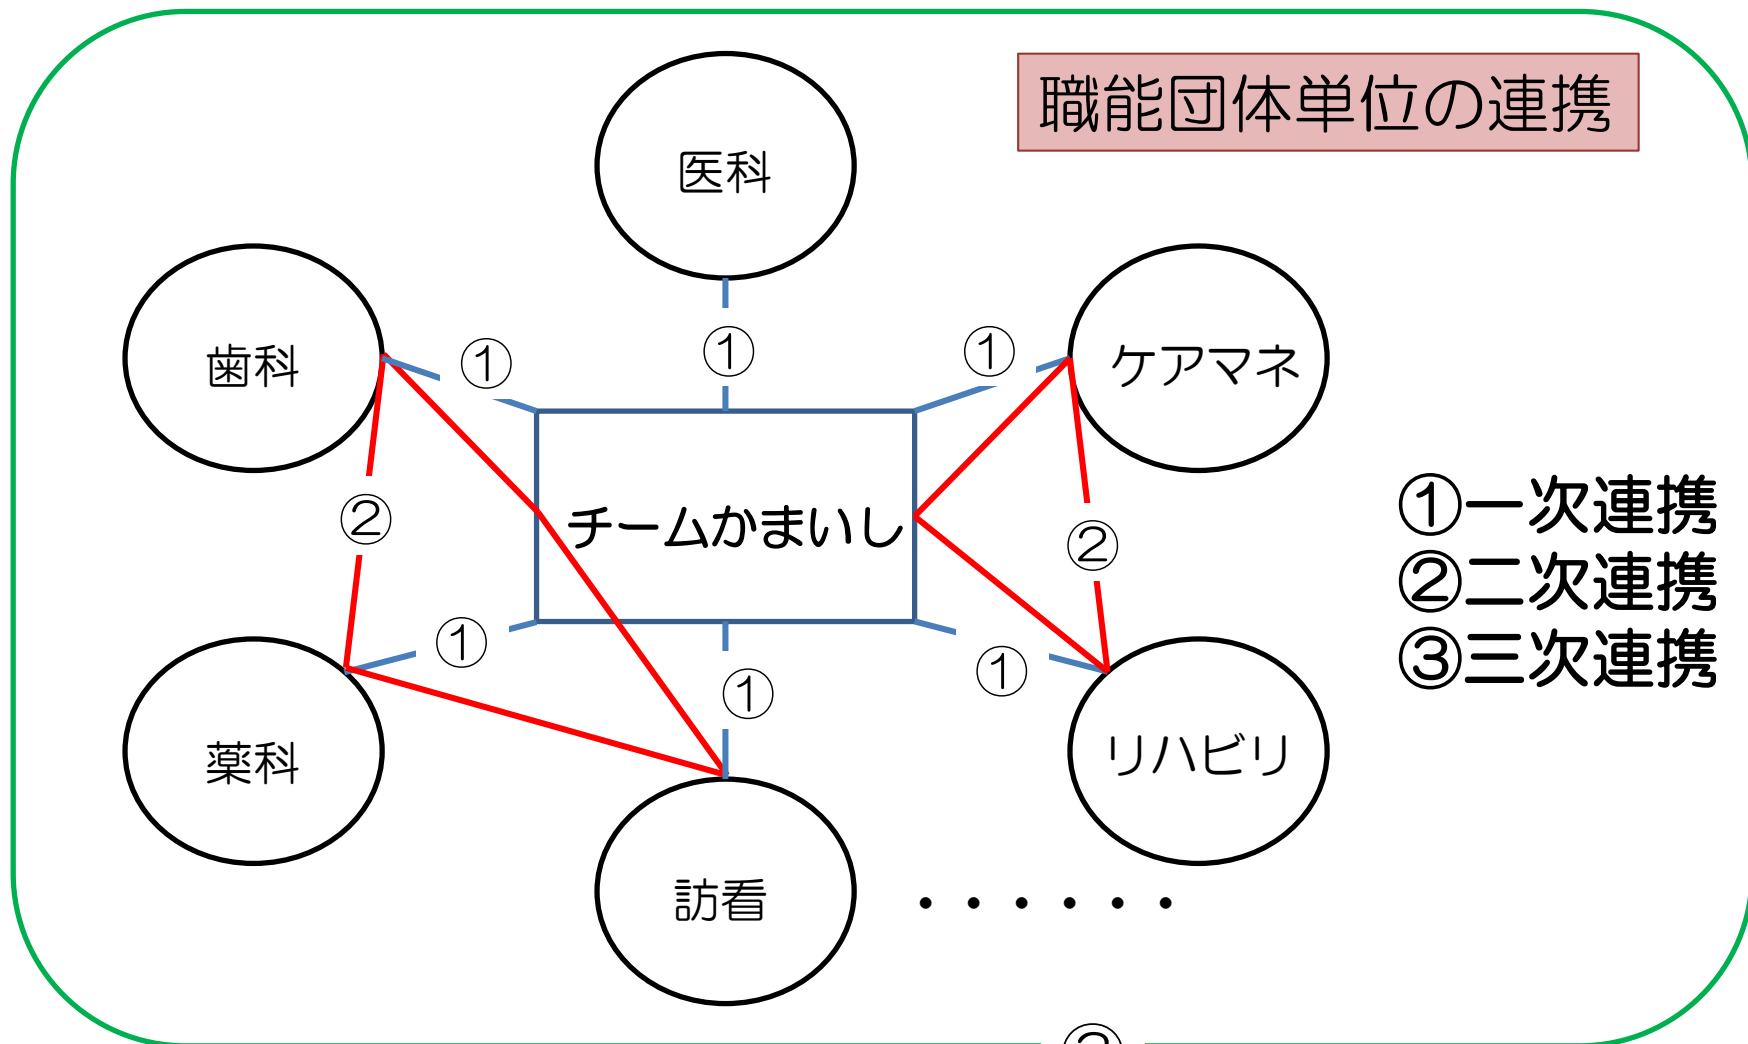 職能団体単位の連携
医科
歯科
①
①
①
ケアマネ
②
チームかまいし
②
①一次連携
②二次連携
③三次連携
①
①
①
薬科
リハビリ
訪看
・・・・・・